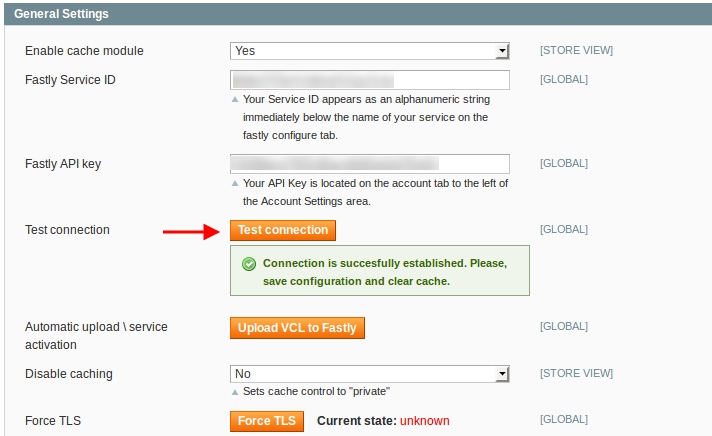 General Settings
Enable cache module Yes [STORE VIEW]
Fastly Service ID [GLOBAL]
Your Service ID appears as an alphanumeric string
immediately below the name of your service on the
fastly configure tab.
Fastly API key [GLOBAL]
Your API Key is located on the account tab to the left of
the Account Settings area.
Test connection Test connection [GLOBAL]
Connection is succesfully established. Please,
save configuration and clear cache.
Automatic upload \ service
activation
Upload VCL to Fastly [GLOBAL]
Disable caching No [STORE VIEW]
Sets cache control to "private"
Force TLS Force TLS Current state: unknown [GLOBAL]